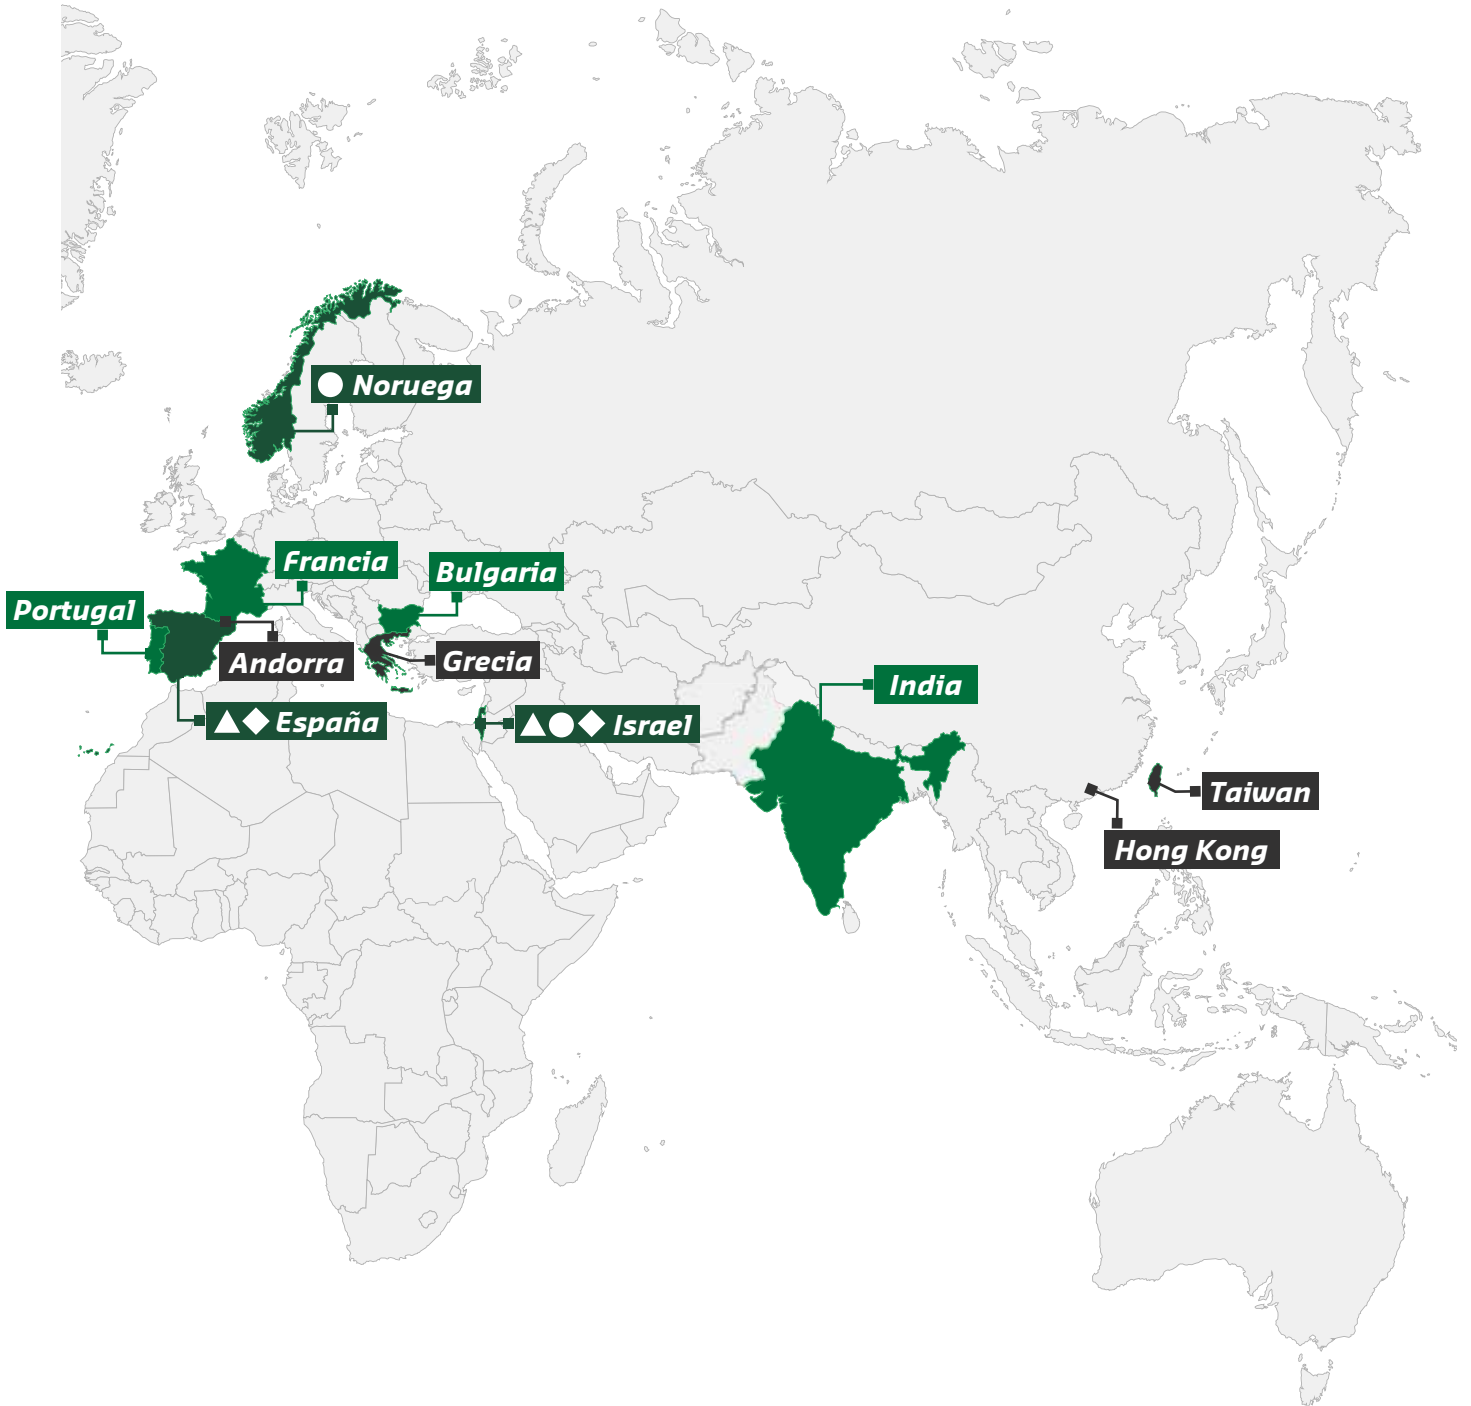 Noruega
Francia
Bulgaria
Portugal
Andorra
Grecia
India
España
Israel
Taiwan
Hong Kong